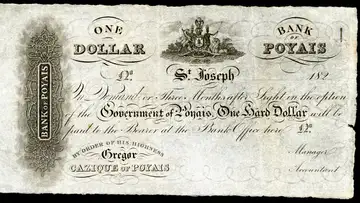 ONE DOLLAR
BANK OF POYAIS
St Joseph 182
On Demand or Three Months after Sight in the option
of the Government of Poyais, One Hard Dollar will be
paid to the Bearer at the Bank Office here
BY ORDER OF HIS HIGHNESS
Gregor
CAZIQUE OF POYAIS
Manager
Accountant
BANK OF POYAIS